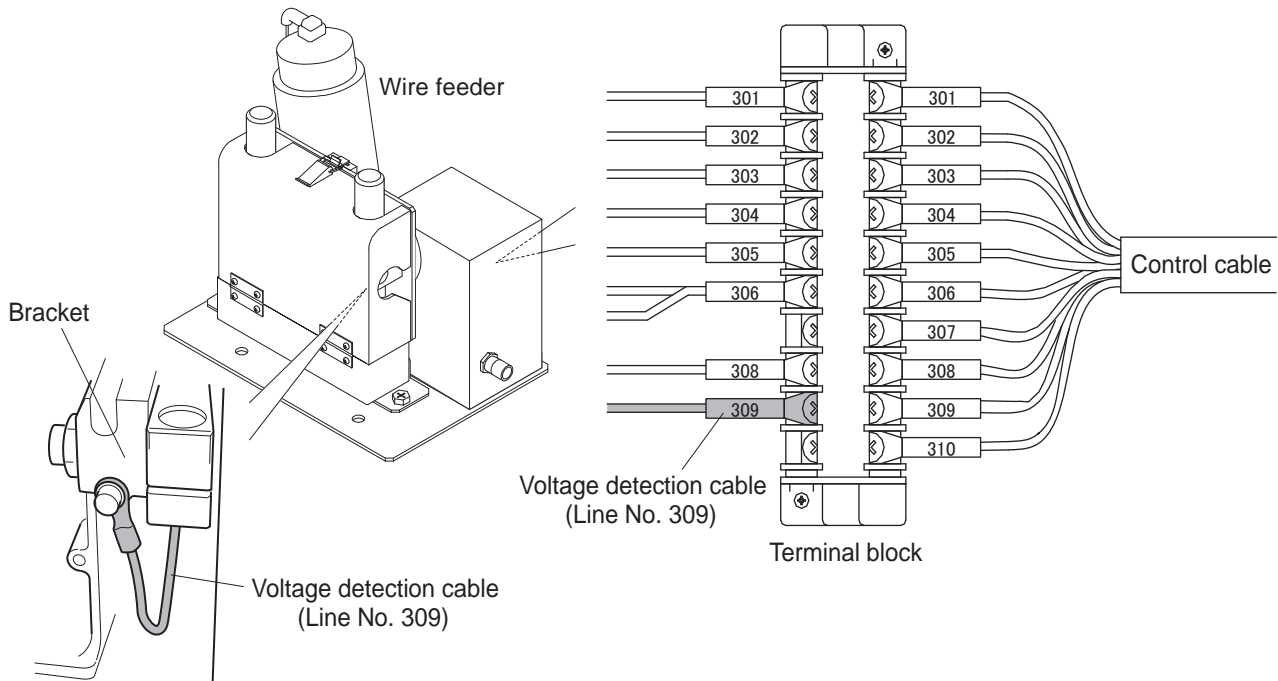 Wire feeder
Bracket
Voltage detection cable
(Line No. 309)
301
302
303
304
305
306
308
309
Voltage detection cable
(Line No. 309)
301
302
303
304
305
306
307
308
309
310
Control cable
Terminal block